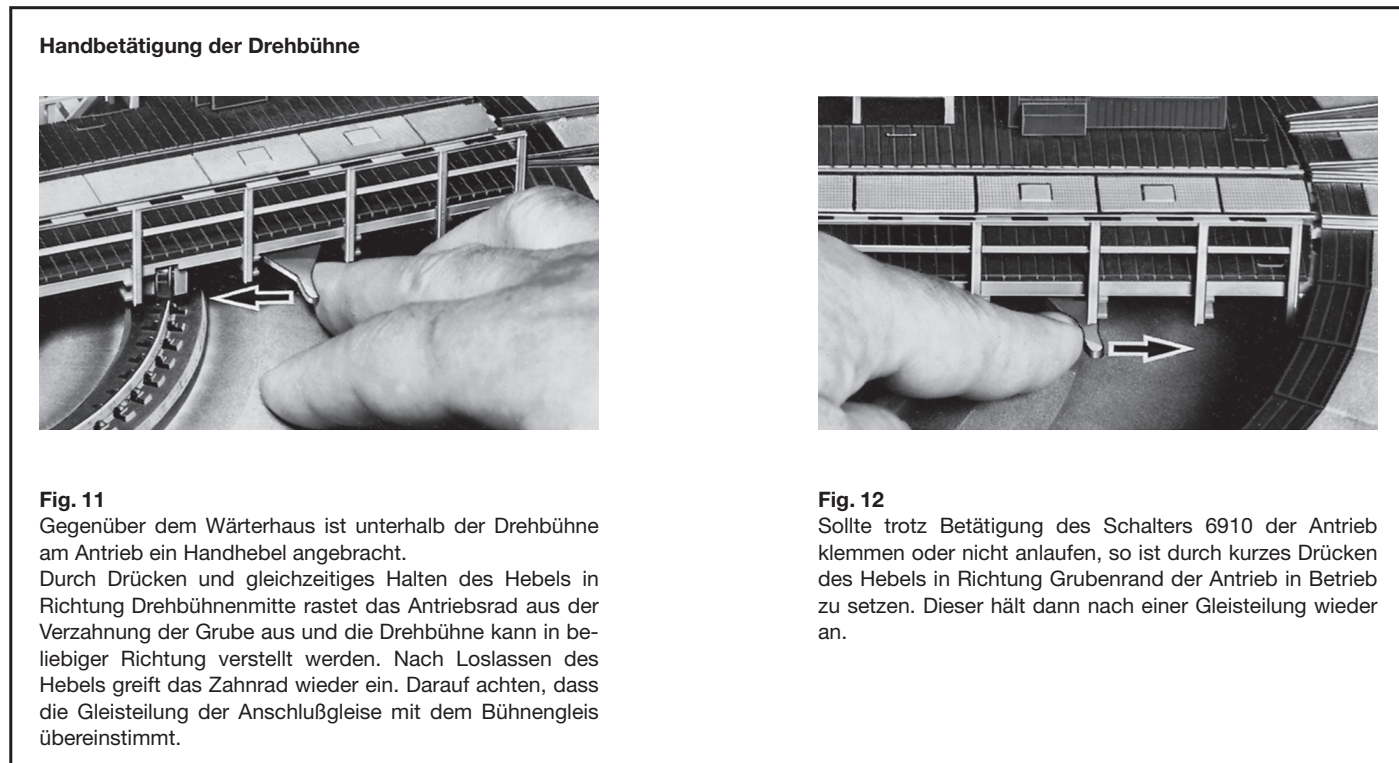 Handbetätigung der Drehbühne
Fig. 11
Gegenüber dem Wärterhaus ist unterhalb der Drehbühne
am Antrieb ein Handhebel angebracht.
Durch Drücken und gleichzeitiges Halten des Hebels in
Richtung Drehbühnenmitte rastet das Antriebsrad aus der
Verzahnung der Grube aus und die Drehbühne kann in be-
liebiger Richtung verstellt werden. Nach Loslassen des
Hebels greift das Zahnrad wieder ein. Darauf achten, dass
die Gleisteilung der Anschlußgleise mit dem Bühnengleis
übereinstimmt.
Fig. 12
Sollte trotz Betätigung des Schalters 6910 der Antrieb
klemmen oder nicht anlaufen, so ist durch kurzes Drücken
des Hebels in Richtung Grubenrand der Antrieb in Betrieb
zu setzen. Dieser hält dann nach einer Gleisteilung wieder
an.